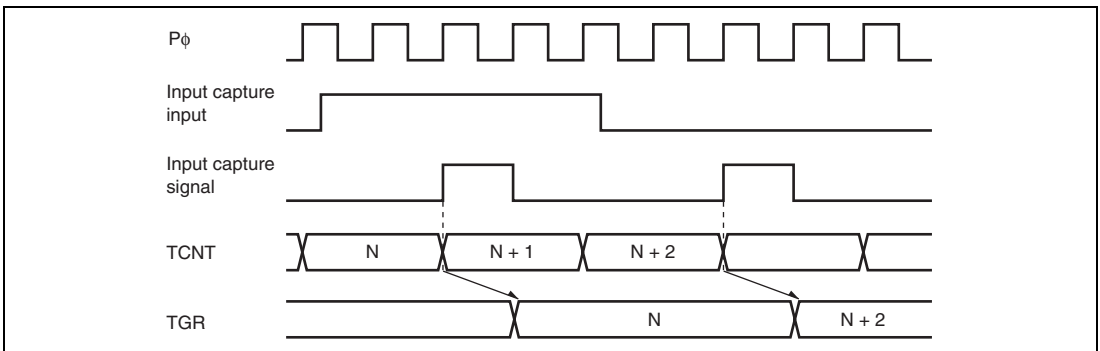 Pϕ
Input capture
input
Input capture
signal
TCNT
N
N + 1
N + 2
TGR
N
N + 2